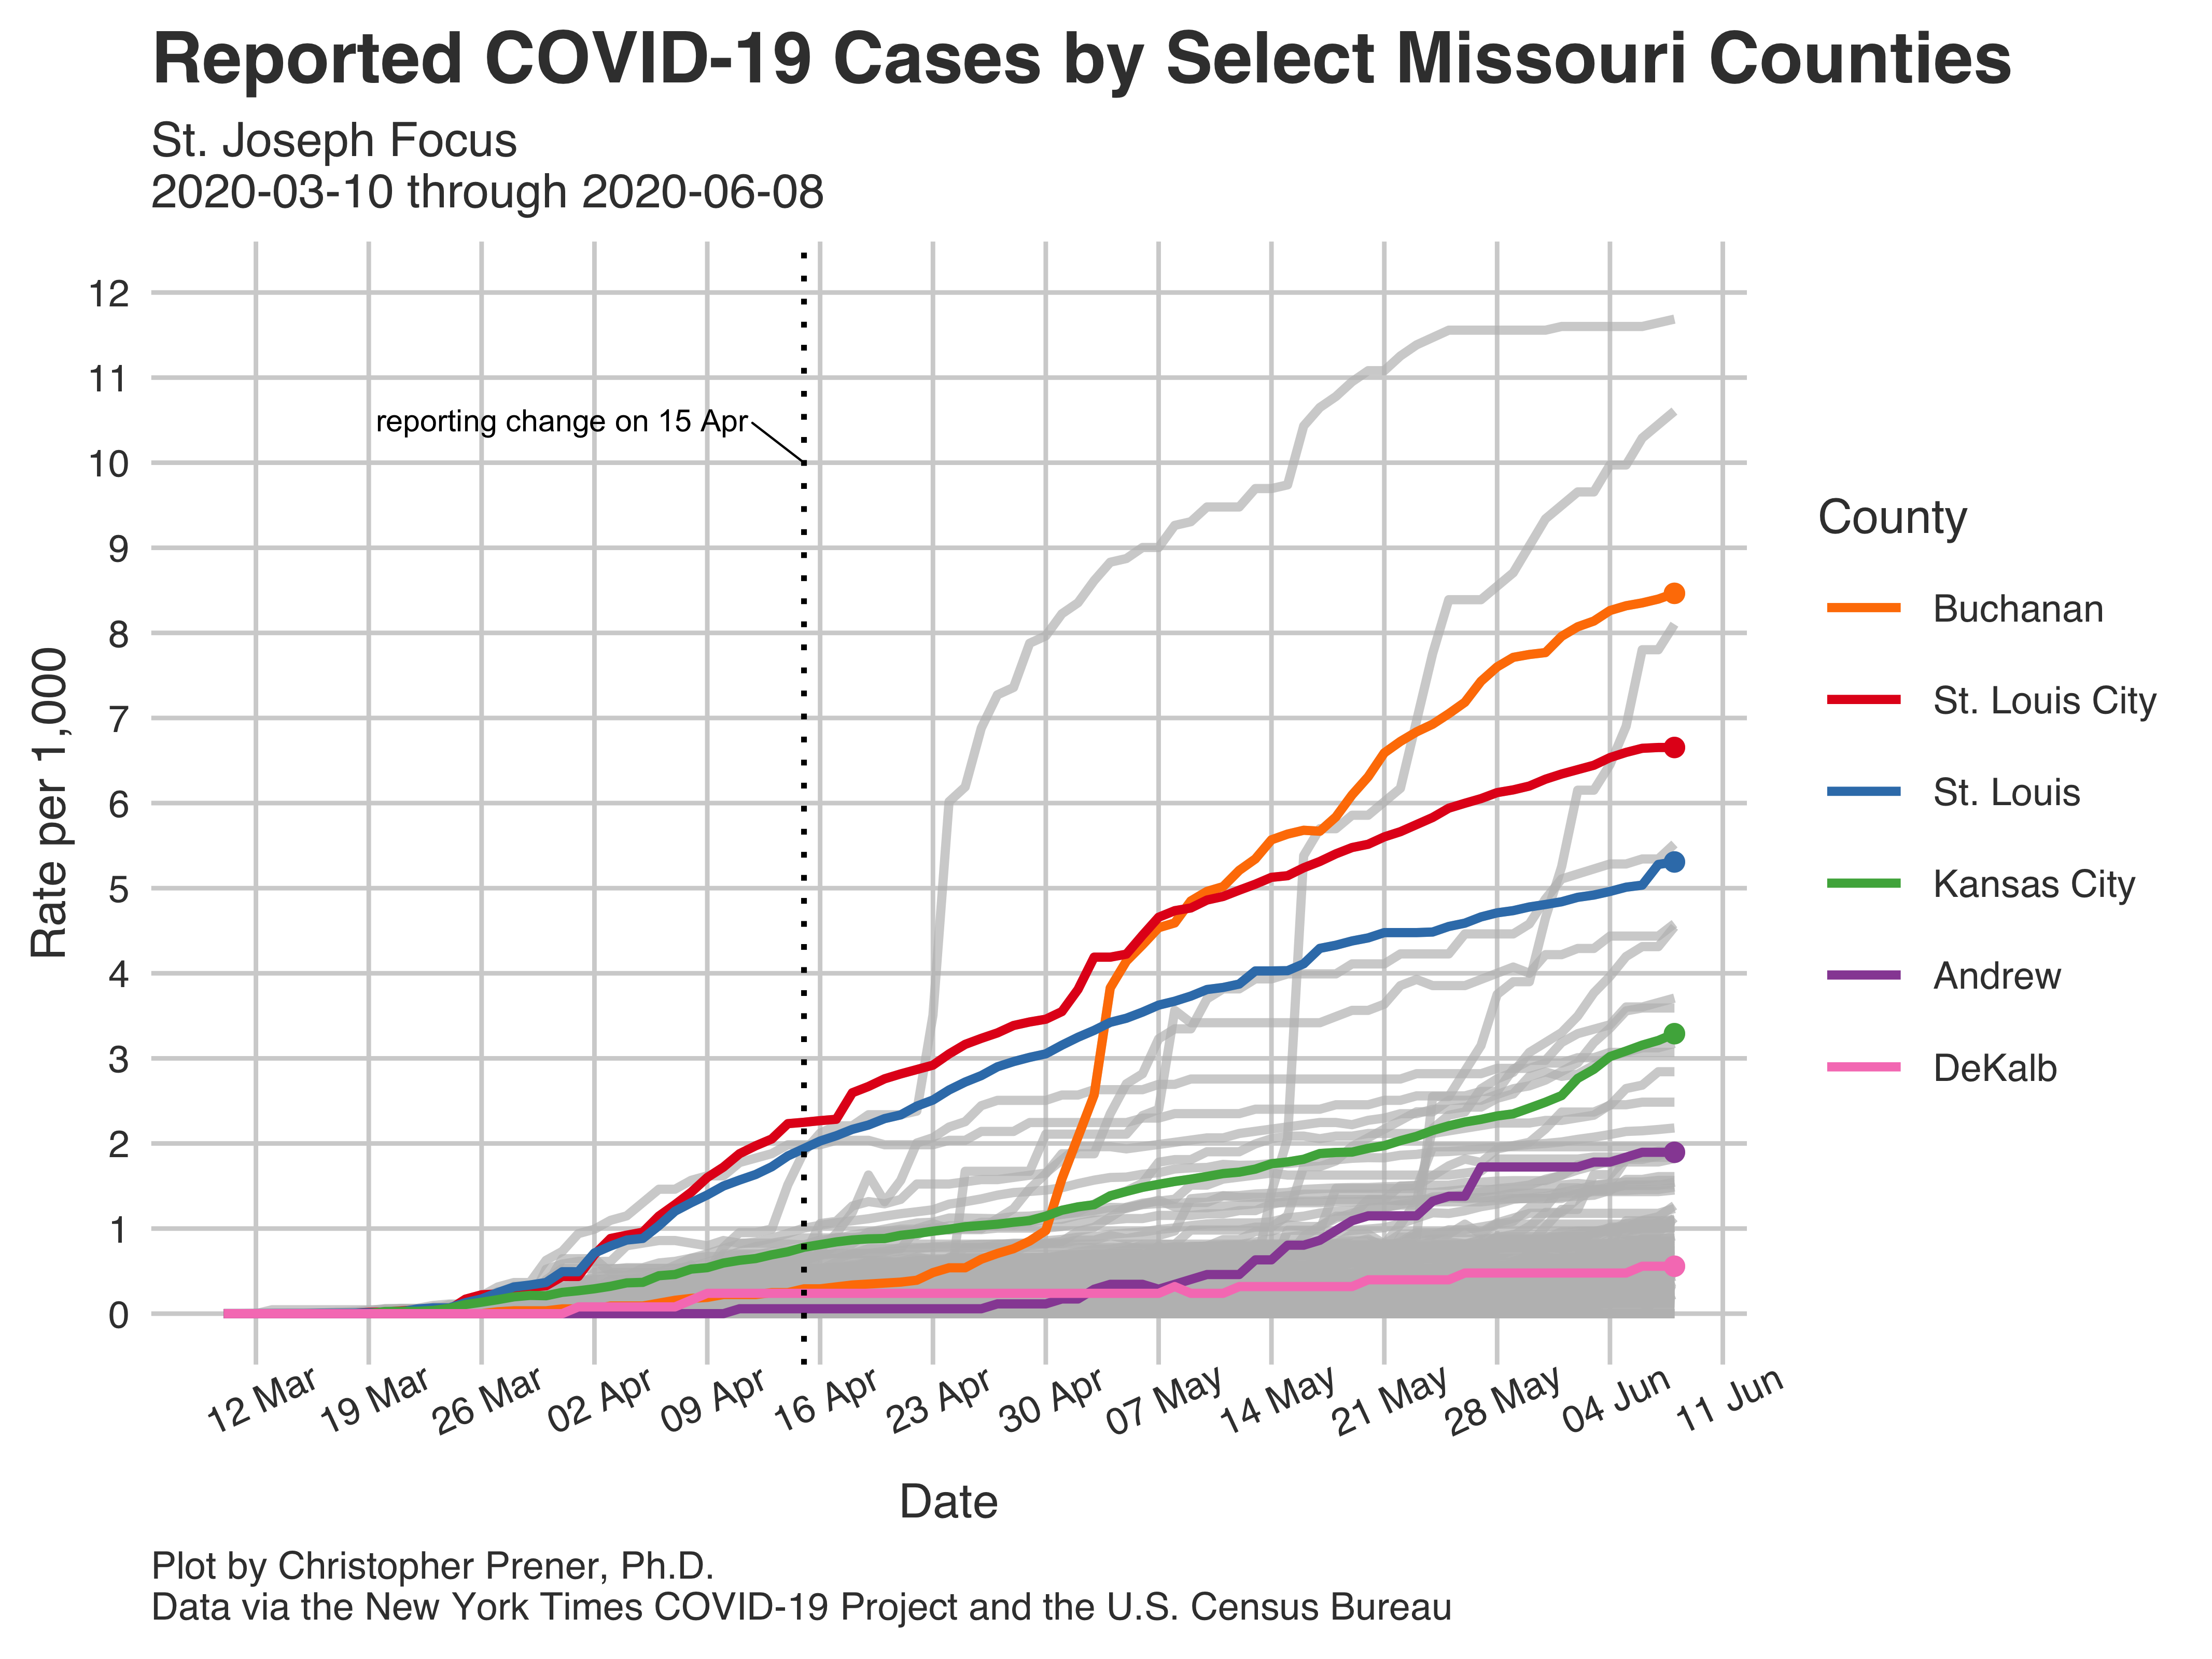 Reported COVID-19 Cases by Select Missouri Counties
St. Joseph Focus
2020-03-10 through 2020-06-08
Rate per 1,000
12
11
10
9
8
7
6
5
4
3
2
1
0
reporting change on 15 Apr
12 Mar
19 Mar
26 Mar
02 Apr
09 Apr
16 Apr
23 Apr
30 Apr
07 May
14 May
21 May
28 May
04 Jun
11 Jun
Date
County
Buchanan
St. Louis City
St. Louis
Kansas City
Andrew
DeKalb
Plot by Christopher Prener, Ph.D.
Data via the New York Times COVID-19 Project and the U.S. Census Bureau